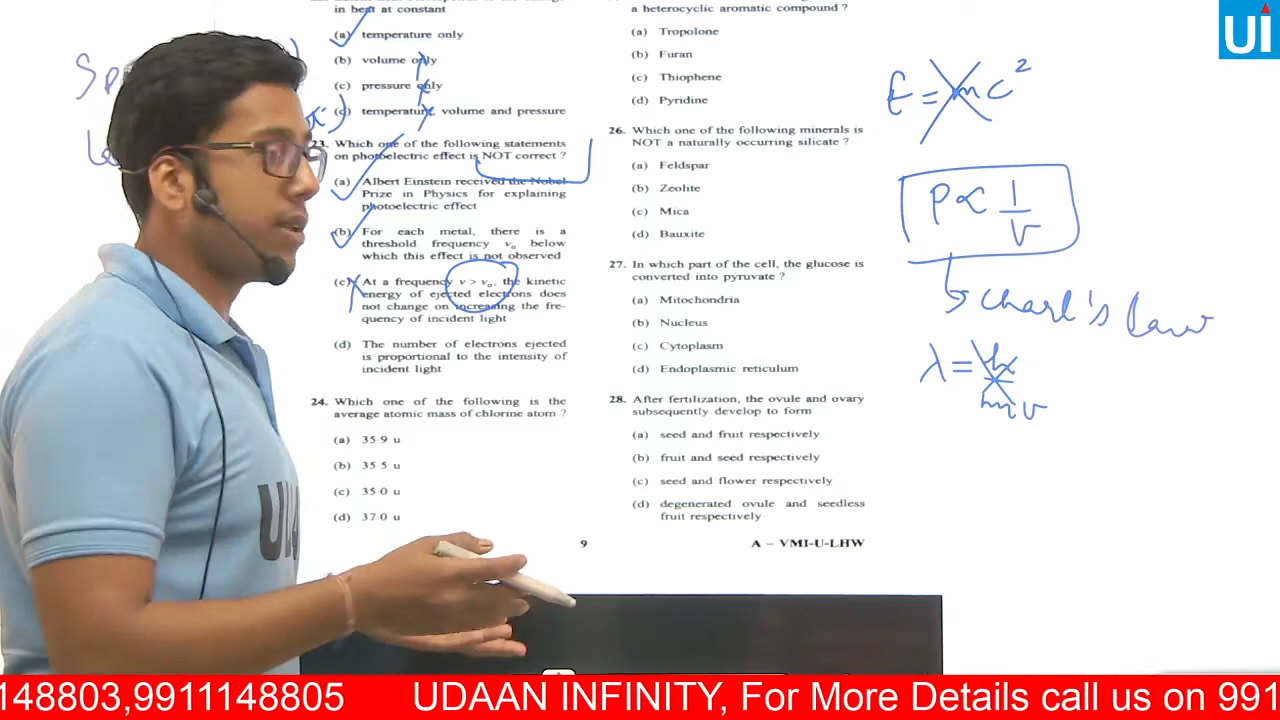 in heat at constant
(a) temperature only
(b) volume only
(c) pressure only
(d) temperature, volume and pressure
23. Which one of the following statements
on photoelectric effect is NOT correct ?
(a) Albert Einstein received the Nobel
Prize in Physics for explaining
photoelectric effect
(b) For each metal, there is a
threshold frequency ν₀ below
which this effect is not observed
(c) At a frequency ν > ν₀, the kinetic
energy of ejected electrons does
not change on increasing the fre-
quency of incident light
(d) The number of electrons ejected
is proportional to the intensity of
incident light
24. Which one of the following is the
average atomic mass of chlorine atom ?
(a) 35·9 u
(b) 35·5 u
(c) 35·0 u
(d) 37·0 u
a heterocyclic aromatic compound ?
(a) Tropolone
(b) Furan
(c) Thiophene
(d) Pyridine
26. Which one of the following minerals is
NOT a naturally occurring silicate ?
(a) Feldspar
(b) Zeolite
(c) Mica
(d) Bauxite
27. In which part of the cell, the glucose is
converted into pyruvate ?
(a) Mitochondria
(b) Nucleus
(c) Cytoplasm
(d) Endoplasmic reticulum
28. After fertilization, the ovule and ovary
subsequently develop to form
(a) seed and fruit respectively
(b) fruit and seed respectively
(c) seed and flower respectively
(d) degenerated ovule and seedless
fruit respectively
9
A – VMI-U-LHW
E = mc²
P ∝ 1/V
Charl's law
λ = h/mv
UI
148803,9911148805 UDAAN INFINITY, For More Details call us on 991